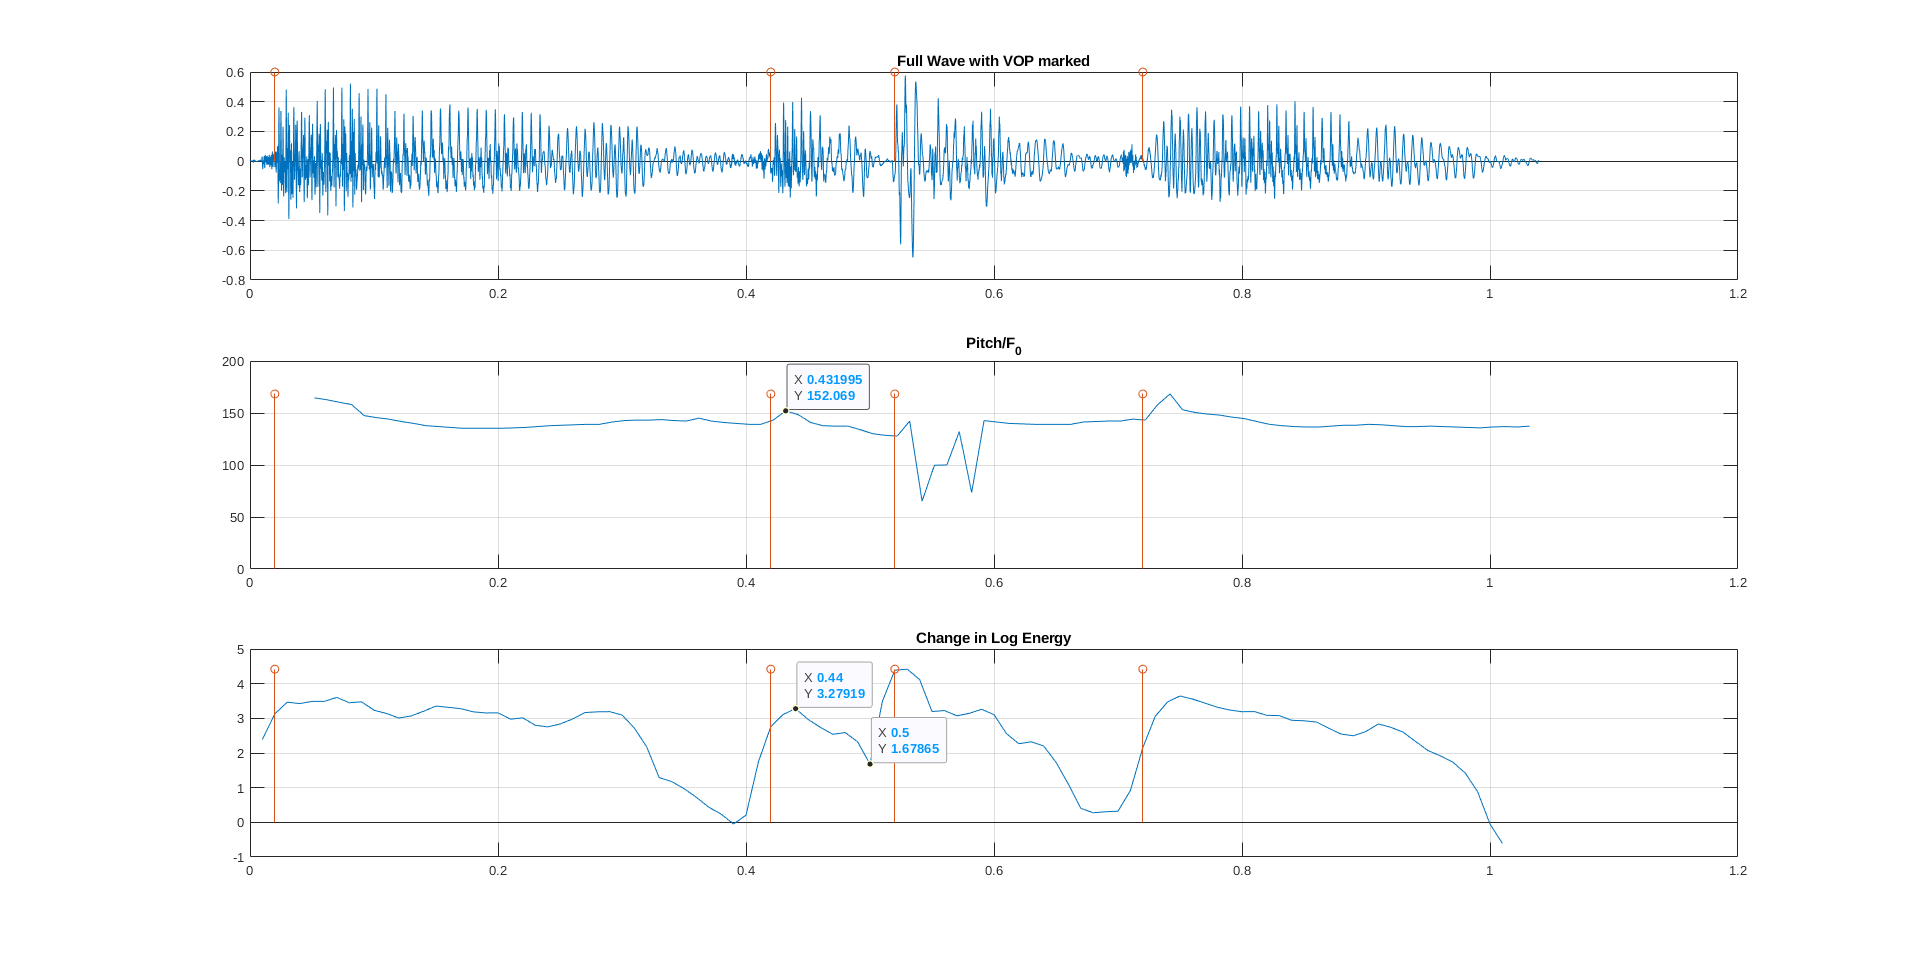 Full Wave with VOP marked
0.6
0.4
0.2
0
-0.2
-0.4
-0.6
-0.8
0 0.2 0.4 0.6 0.8 1 1.2
Pitch/F0
200
150
100
50
0
X 0.431995
Y 152.069
0 0.2 0.4 0.6 0.8 1 1.2
Change in Log Energy
5
4
3
2
1
0
-1
X 0.44
Y 3.27919
X 0.5
Y 1.67865
0 0.2 0.4 0.6 0.8 1 1.2